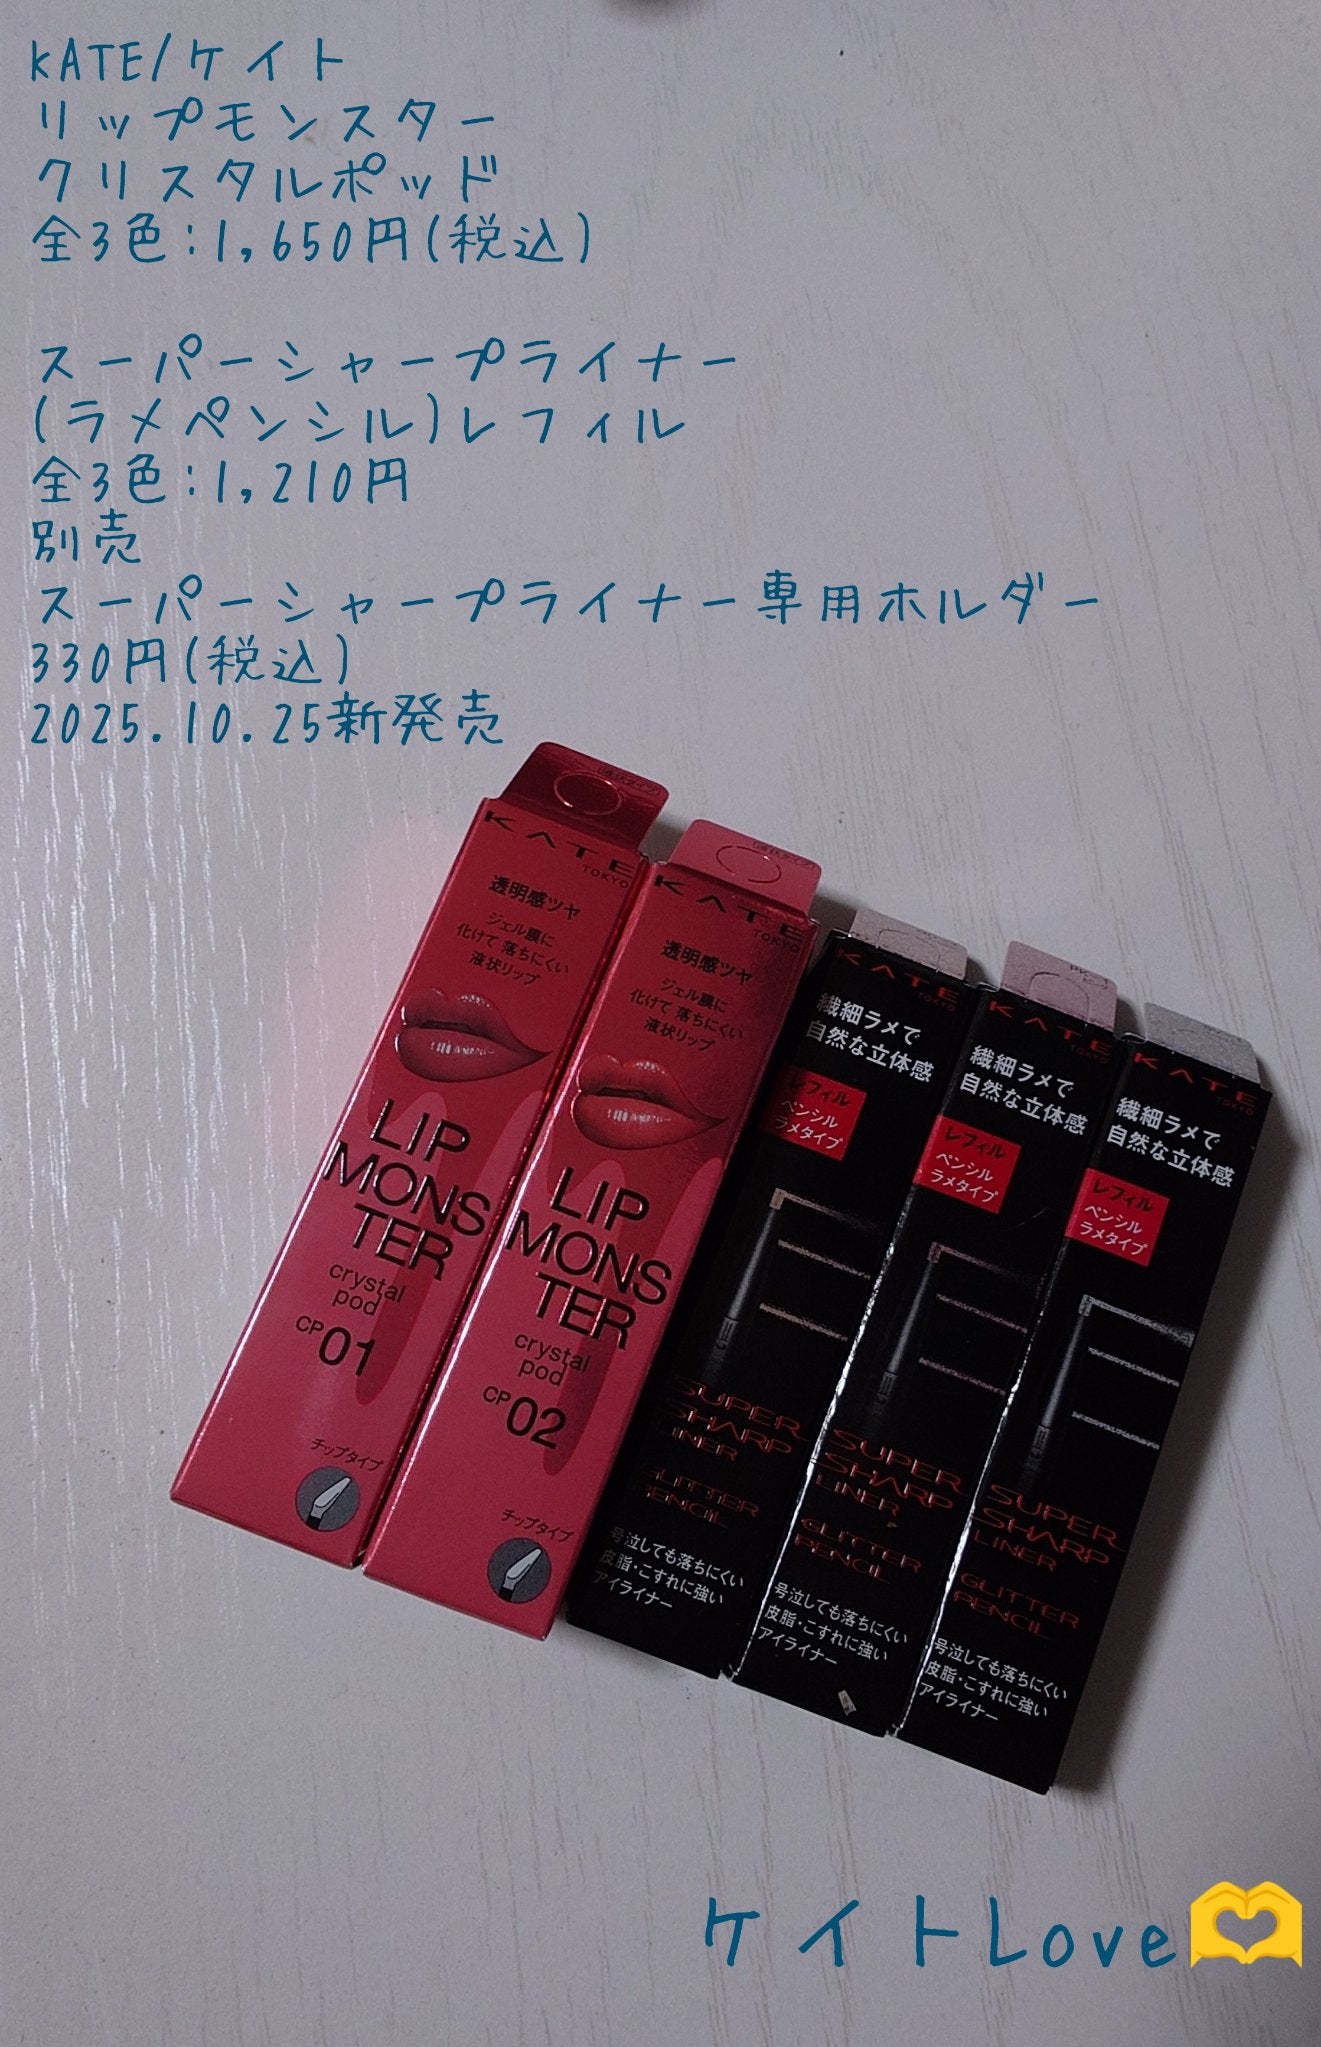 KATE/ケイト
リップモンスター
クリスタルポッド
全3色:1,650円(税込)
スーパーシャープライナー
(ラメペンシル)レフィル
全3色:1,210円
別売
スーパーシャープライナー専用ホルダー
330円(税込)
2025.10.25新発売
KATE
TOKYO
透明感ツヤ
ジェル膜に
化けて落ちにくい
液状リップ
LIP
MONS
TER
crystal
pod
CP01
チップタイプ
KATE
TOKYO
透明感ツヤ
ジェル膜に
化けて落ちにくい
液状リップ
LIP
MONS
TER
crystal
pod
CP02
チップタイプ
KATE
TOKYO
繊細ラメで
自然な立体感
レフィル
ペンシル
ラメタイプ
SUPER
SHARP
LINER
GLITTER
PENCIL
号泣しても落ちにくい
皮脂・こすれに強い
アイライナー
PK
KATE
TOKYO
繊細ラメで
自然な立体感
レフィル
ペンシル
ラメタイプ
SUPER
SHARP
LINER
GLITTER
PENCIL
号泣しても落ちにくい
皮脂・こすれに強い
アイライナー
KATE
TOKYO
繊細ラメで
自然な立体感
レフィル
ペンシル
ラメタイプ
SUPER
SHARP
LINER
GLITTER
PENCIL
号泣しても落ちにくい
皮脂・こすれに強い
アイライナー
ケイトLove